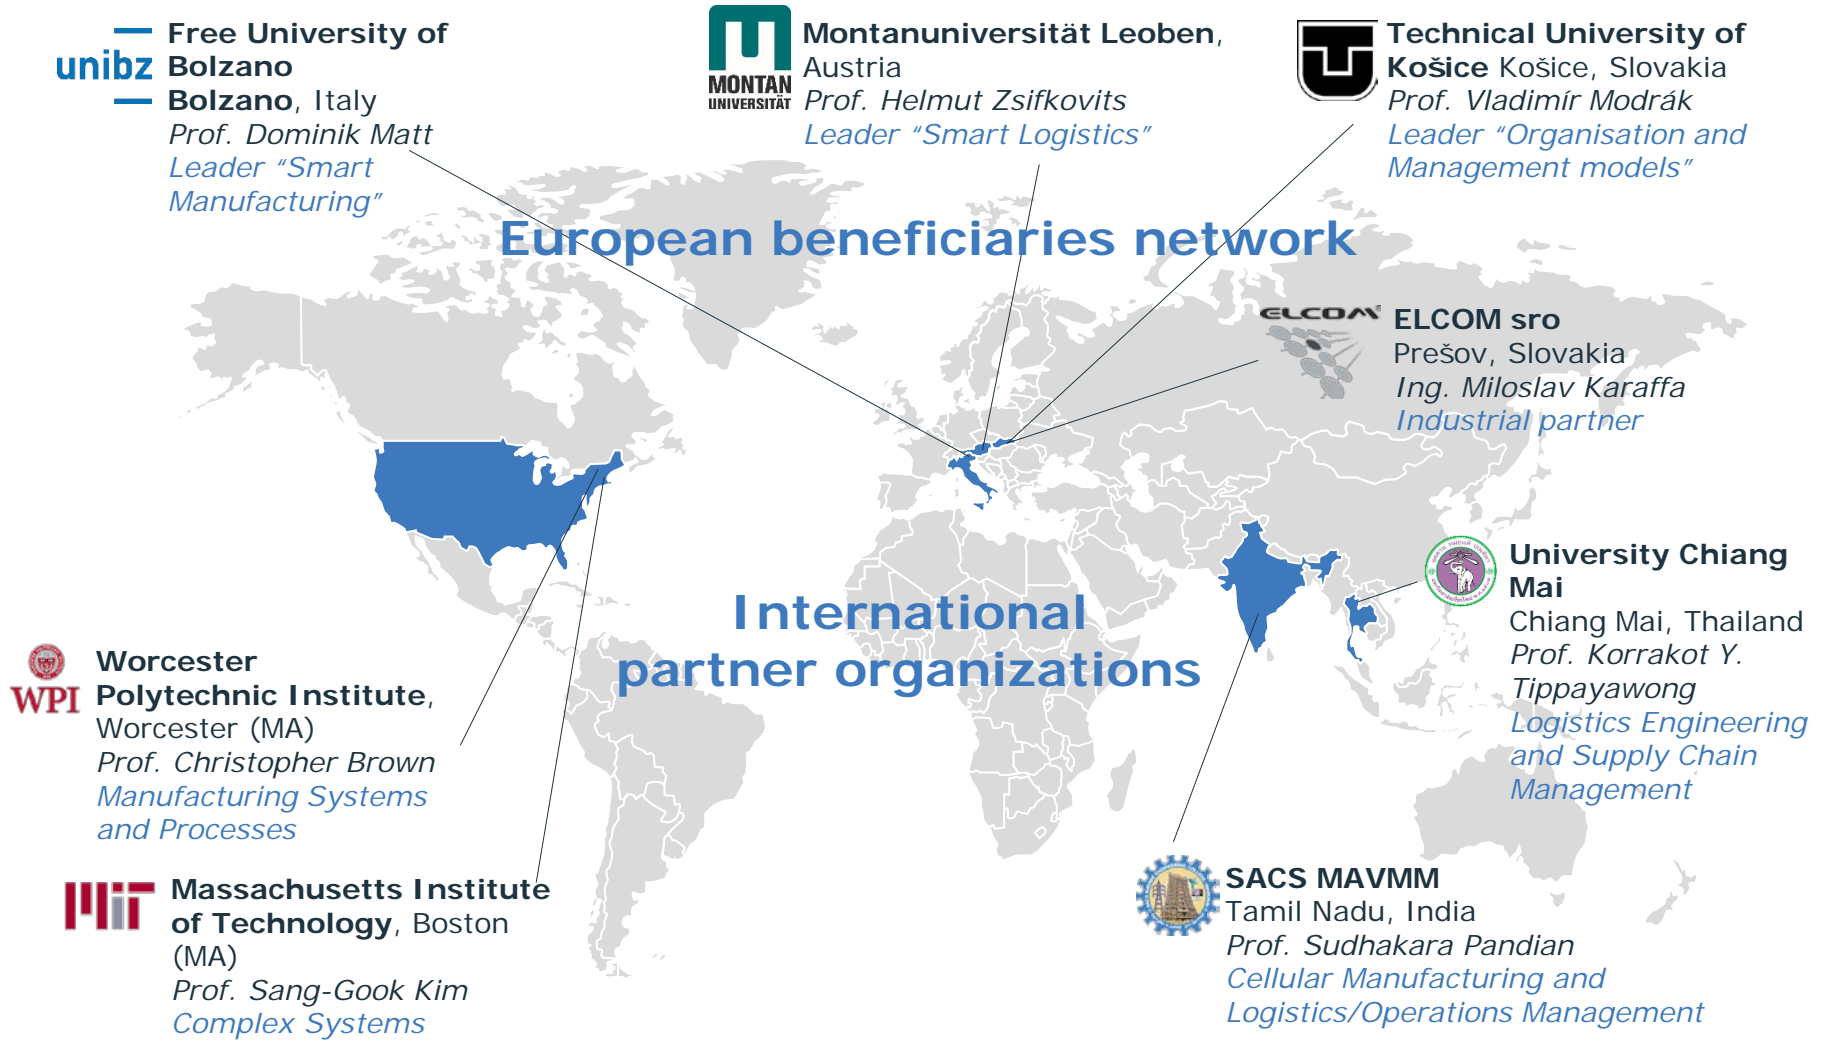 unibz
Free University of
Bolzano
Bolzano, Italy
Prof. Dominik Matt
Leader “Smart
Manufacturing”
MONTAN
UNIVERSITÄT
Montanuniversität Leoben,
Austria
Prof. Helmut Zsifkovits
Leader “Smart Logistics”
Technical University of
Košice Košice, Slovakia
Prof. Vladimír Modrák
Leader “Organisation and
Management models”
European beneficiaries network
ELCOM
ELCOM sro
Prešov, Slovakia
Ing. Miloslav Karaffa
Industrial partner
University Chiang
Mai
Chiang Mai, Thailand
Prof. Korrakot Y.
Tippayawong
Logistics Engineering
and Supply Chain
Management
International
partner organizations
WPI
Worcester
Polytechnic Institute,
Worcester (MA)
Prof. Christopher Brown
Manufacturing Systems
and Processes
MIT
Massachusetts Institute
of Technology, Boston
(MA)
Prof. Sang-Gook Kim
Complex Systems
SACS MAVMM
Tamil Nadu, India
Prof. Sudhakara Pandian
Cellular Manufacturing and
Logistics/Operations Management